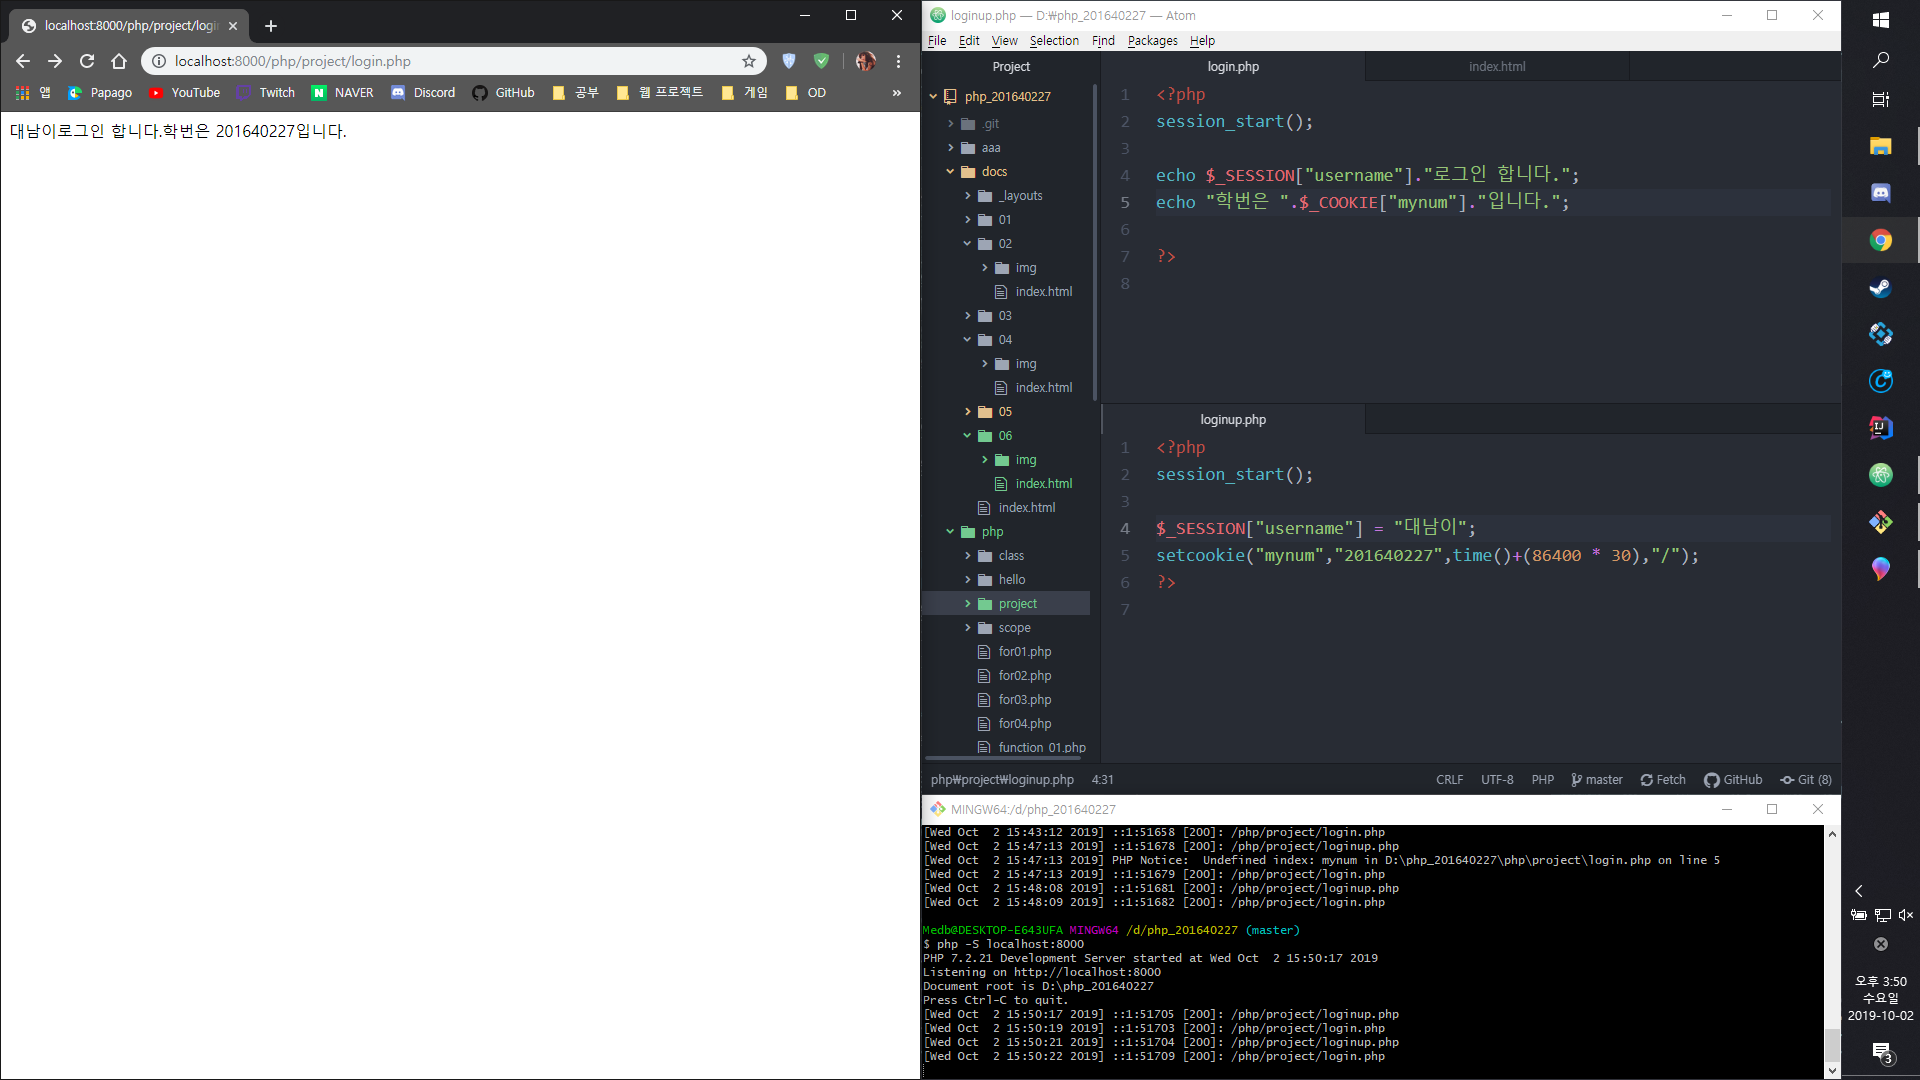 localhost:8000/php/project/logi
localhost:8000/php/project/login.php
앱 Papago YouTube Twitch NAVER Discord GitHub 공부 웹 프로젝트 게임 OD »
대남이로그인 합니다.학번은 201640227입니다.
loginup.php — D:₩php_201640227 — Atom
File Edit View Selection Find Packages Help
Project
php_201640227
.git
aaa
docs
_layouts
01
02
img
index.html
03
04
img
index.html
05
06
img
index.html
index.html
php
class
hello
project
scope
for01.php
for02.php
for03.php
for04.php
function_01.php
login.php index.html
1 <?php
2 session_start();
3
4 echo $_SESSION["username"]."로그인 합니다.";
5 echo "학번은 ".$_COOKIE["mynum"]."입니다.";
6
7 ?>
8
loginup.php
1 <?php
2 session_start();
3
4 $_SESSION["username"] = "대남이";
5 setcookie("mynum","201640227",time()+(86400 * 30),"/");
6 ?>
7
php₩project₩loginup.php 4:31 CRLF UTF-8 PHP master Fetch GitHub Git (8)
MINGW64:/d/php_201640227
[Wed Oct  2 15:43:12 2019] ::1:51658 [200]: /php/project/login.php
[Wed Oct  2 15:47:13 2019] ::1:51678 [200]: /php/project/loginup.php
[Wed Oct  2 15:47:13 2019] PHP Notice:  Undefined index: mynum in D:\php_201640227\php\project\login.php on line 5
[Wed Oct  2 15:47:13 2019] ::1:51679 [200]: /php/project/login.php
[Wed Oct  2 15:48:08 2019] ::1:51681 [200]: /php/project/loginup.php
[Wed Oct  2 15:48:09 2019] ::1:51682 [200]: /php/project/login.php
Medb@DESKTOP-E643UFA MINGW64 /d/php_201640227 (master)
$ php -S localhost:8000
PHP 7.2.21 Development Server started at Wed Oct  2 15:50:17 2019
Listening on http://localhost:8000
Document root is D:\php_201640227
Press Ctrl-C to quit.
[Wed Oct  2 15:50:17 2019] ::1:51705 [200]: /php/project/loginup.php
[Wed Oct  2 15:50:19 2019] ::1:51703 [200]: /php/project/login.php
[Wed Oct  2 15:50:21 2019] ::1:51704 [200]: /php/project/loginup.php
[Wed Oct  2 15:50:22 2019] ::1:51709 [200]: /php/project/login.php
오후 3:50
수요일
2019-10-02
3